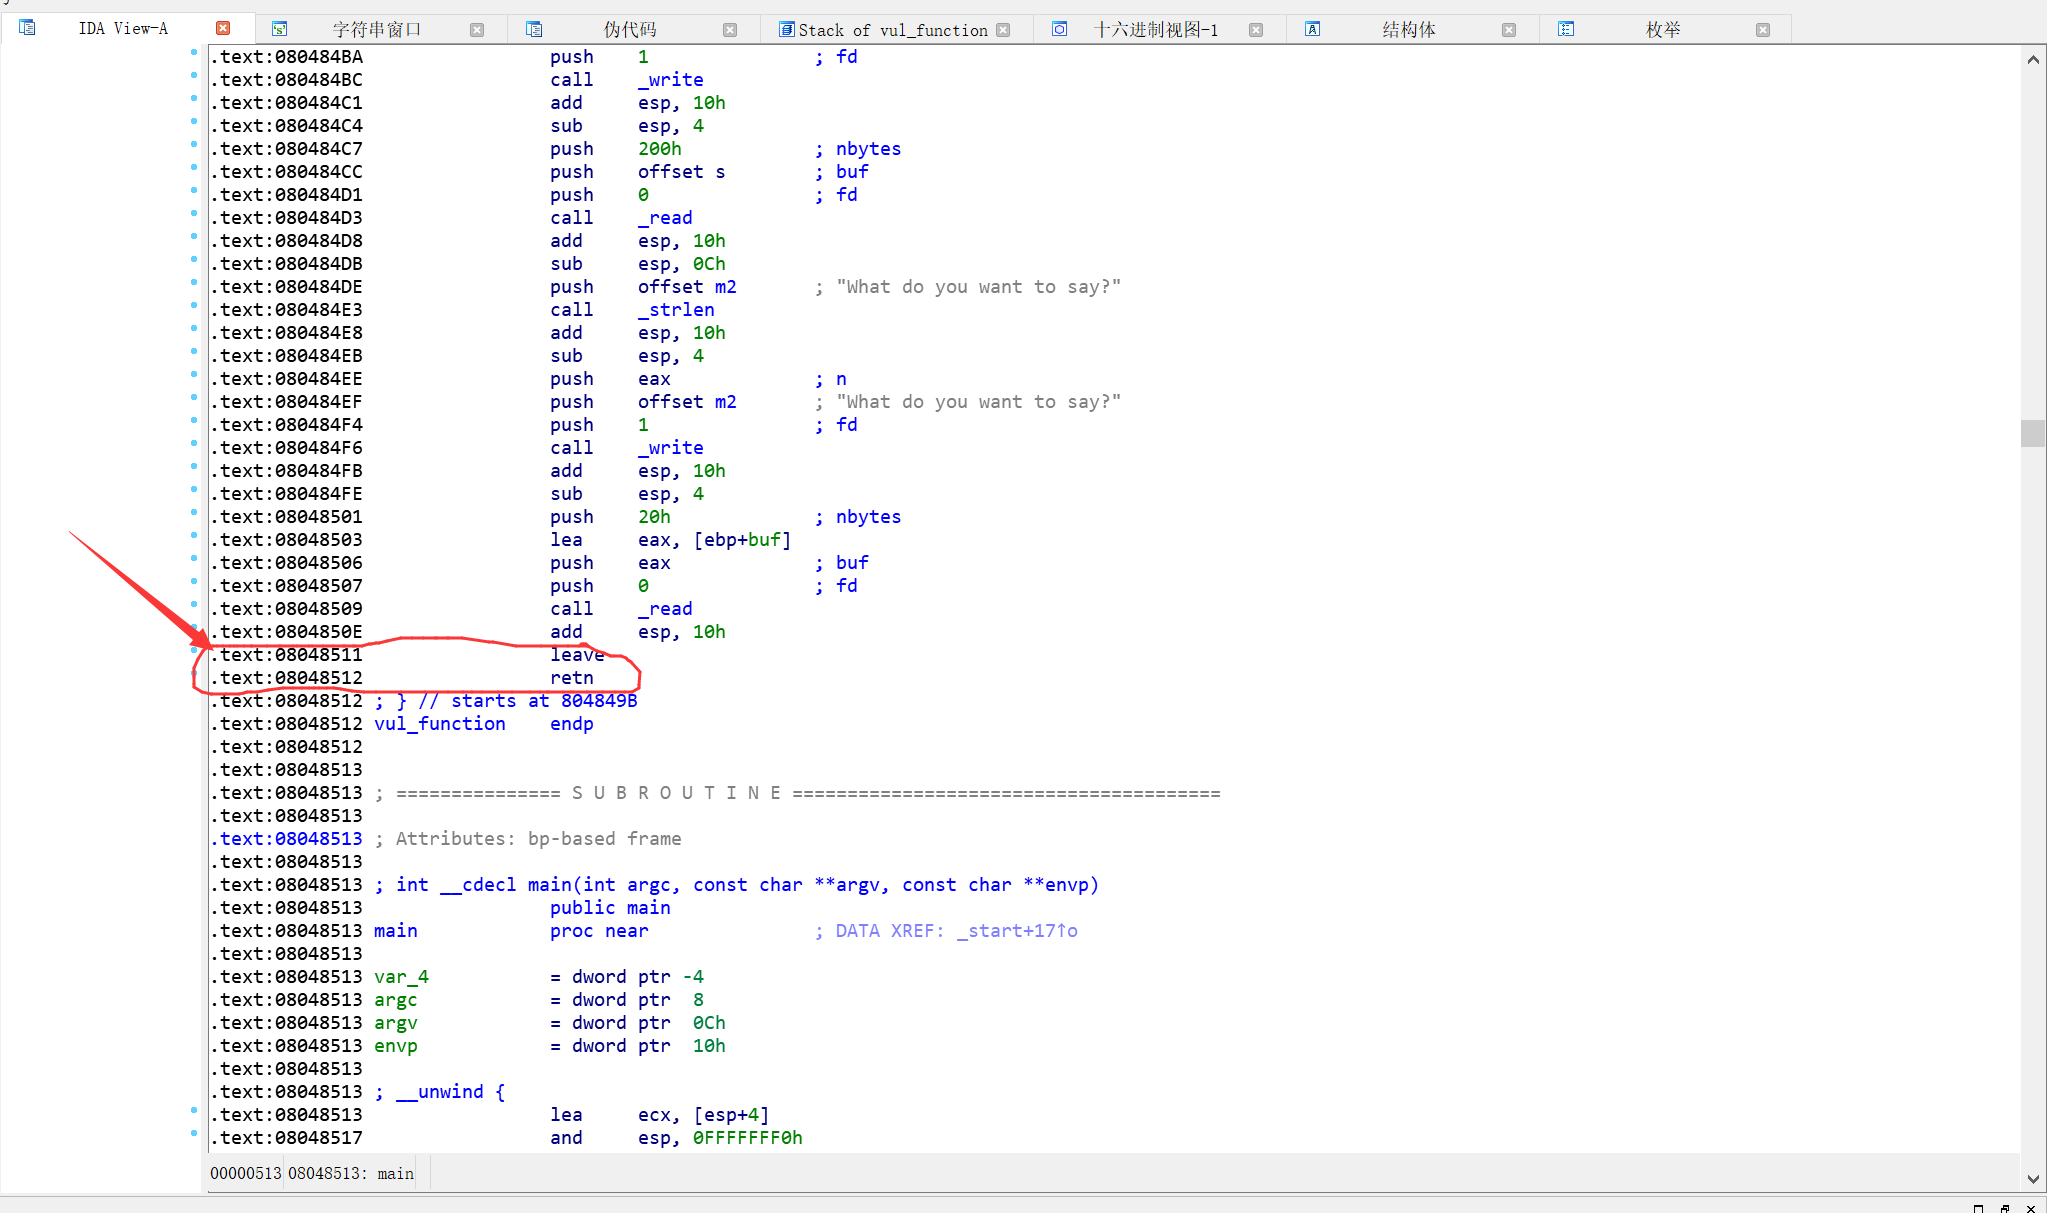 IDA View-A 字符串窗口 伪代码 Stack of vul_function 十六进制视图-1 结构体 枚举
.text:080484BA push 1 ; fd
.text:080484BC call _write
.text:080484C1 add esp, 10h
.text:080484C4 sub esp, 4
.text:080484C7 push 200h ; nbytes
.text:080484CC push offset s ; buf
.text:080484D1 push 0 ; fd
.text:080484D3 call _read
.text:080484D8 add esp, 10h
.text:080484DB sub esp, 0Ch
.text:080484DE push offset m2 ; "What do you want to say?"
.text:080484E3 call _strlen
.text:080484E8 add esp, 10h
.text:080484EB sub esp, 4
.text:080484EE push eax ; n
.text:080484EF push offset m2 ; "What do you want to say?"
.text:080484F4 push 1 ; fd
.text:080484F6 call _write
.text:080484FB add esp, 10h
.text:080484FE sub esp, 4
.text:08048501 push 20h ; nbytes
.text:08048503 lea eax, [ebp+buf]
.text:08048506 push eax ; buf
.text:08048507 push 0 ; fd
.text:08048509 call _read
.text:0804850E add esp, 10h
.text:08048511 leave
.text:08048512 retn
.text:08048512 ; } // starts at 804849B
.text:08048512 vul_function endp
.text:08048512
.text:08048513
.text:08048513 ; =============== S U B R O U T I N E =======================================
.text:08048513
.text:08048513 ; Attributes: bp-based frame
.text:08048513
.text:08048513 ; int __cdecl main(int argc, const char **argv, const char **envp)
.text:08048513 public main
.text:08048513 main proc near ; DATA XREF: _start+17↑o
.text:08048513
.text:08048513 var_4 = dword ptr -4
.text:08048513 argc = dword ptr 8
.text:08048513 argv = dword ptr 0Ch
.text:08048513 envp = dword ptr 10h
.text:08048513
.text:08048513 ; __unwind {
.text:08048513 lea ecx, [esp+4]
.text:08048517 and esp, 0FFFFFFF0h
00000513 08048513: main